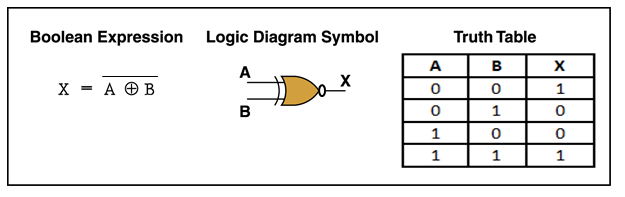 Boolean Expression Logic Diagram Symbol Truth Table
X = A ⊕ B
A
B
X
A B X
0 0 1
0 1 0
1 0 0
1 1 1